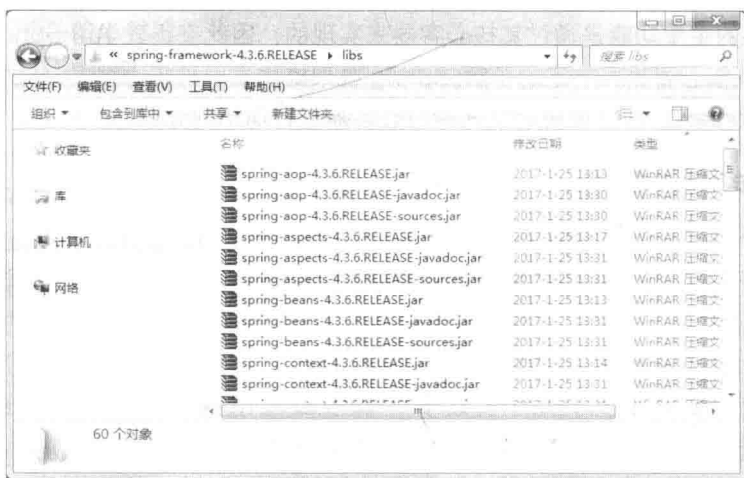 « spring-framework-4.3.6.RELEASE ▸ libs 搜索 libs
文件(F) 编辑(E) 查看(V) 工具(T) 帮助(H)
组织 包含到库中 共享 新建文件夹
收藏夹
库
计算机
网络
名称 修改日期 类型
spring-aop-4.3.6.RELEASE.jar 2017-1-25 13:13 WinRAR 压缩文
spring-aop-4.3.6.RELEASE-javadoc.jar 2017-1-25 13:30 WinRAR 压缩文
spring-aop-4.3.6.RELEASE-sources.jar 2017-1-25 13:30 WinRAR 压缩文
spring-aspects-4.3.6.RELEASE.jar 2017-1-25 13:17 WinRAR 压缩文
spring-aspects-4.3.6.RELEASE-javadoc.jar 2017-1-25 13:31 WinRAR 压缩文
spring-aspects-4.3.6.RELEASE-sources.jar 2017-1-25 13:31 WinRAR 压缩文
spring-beans-4.3.6.RELEASE.jar 2017-1-25 13:13 WinRAR 压缩文
spring-beans-4.3.6.RELEASE-javadoc.jar 2017-1-25 13:31 WinRAR 压缩文
spring-beans-4.3.6.RELEASE-sources.jar 2017-1-25 13:31 WinRAR 压缩文
spring-context-4.3.6.RELEASE.jar 2017-1-25 13:14 WinRAR 压缩文
spring-context-4.3.6.RELEASE-javadoc.jar 2017-1-25 13:31 WinRAR 压缩文
60 个对象